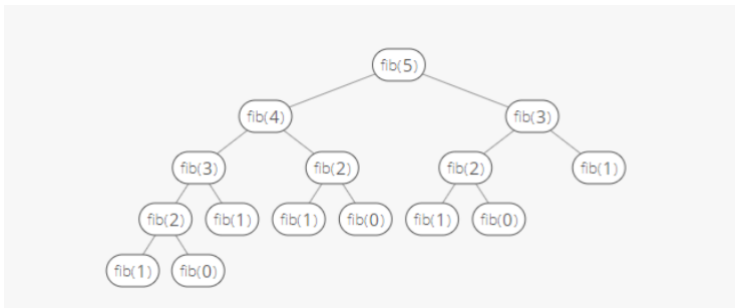 fib(5)
fib(4) fib(3)
fib(3) fib(2) fib(2) fib(1)
fib(2) fib(1) fib(1) fib(0) fib(1) fib(0)
fib(1) fib(0)